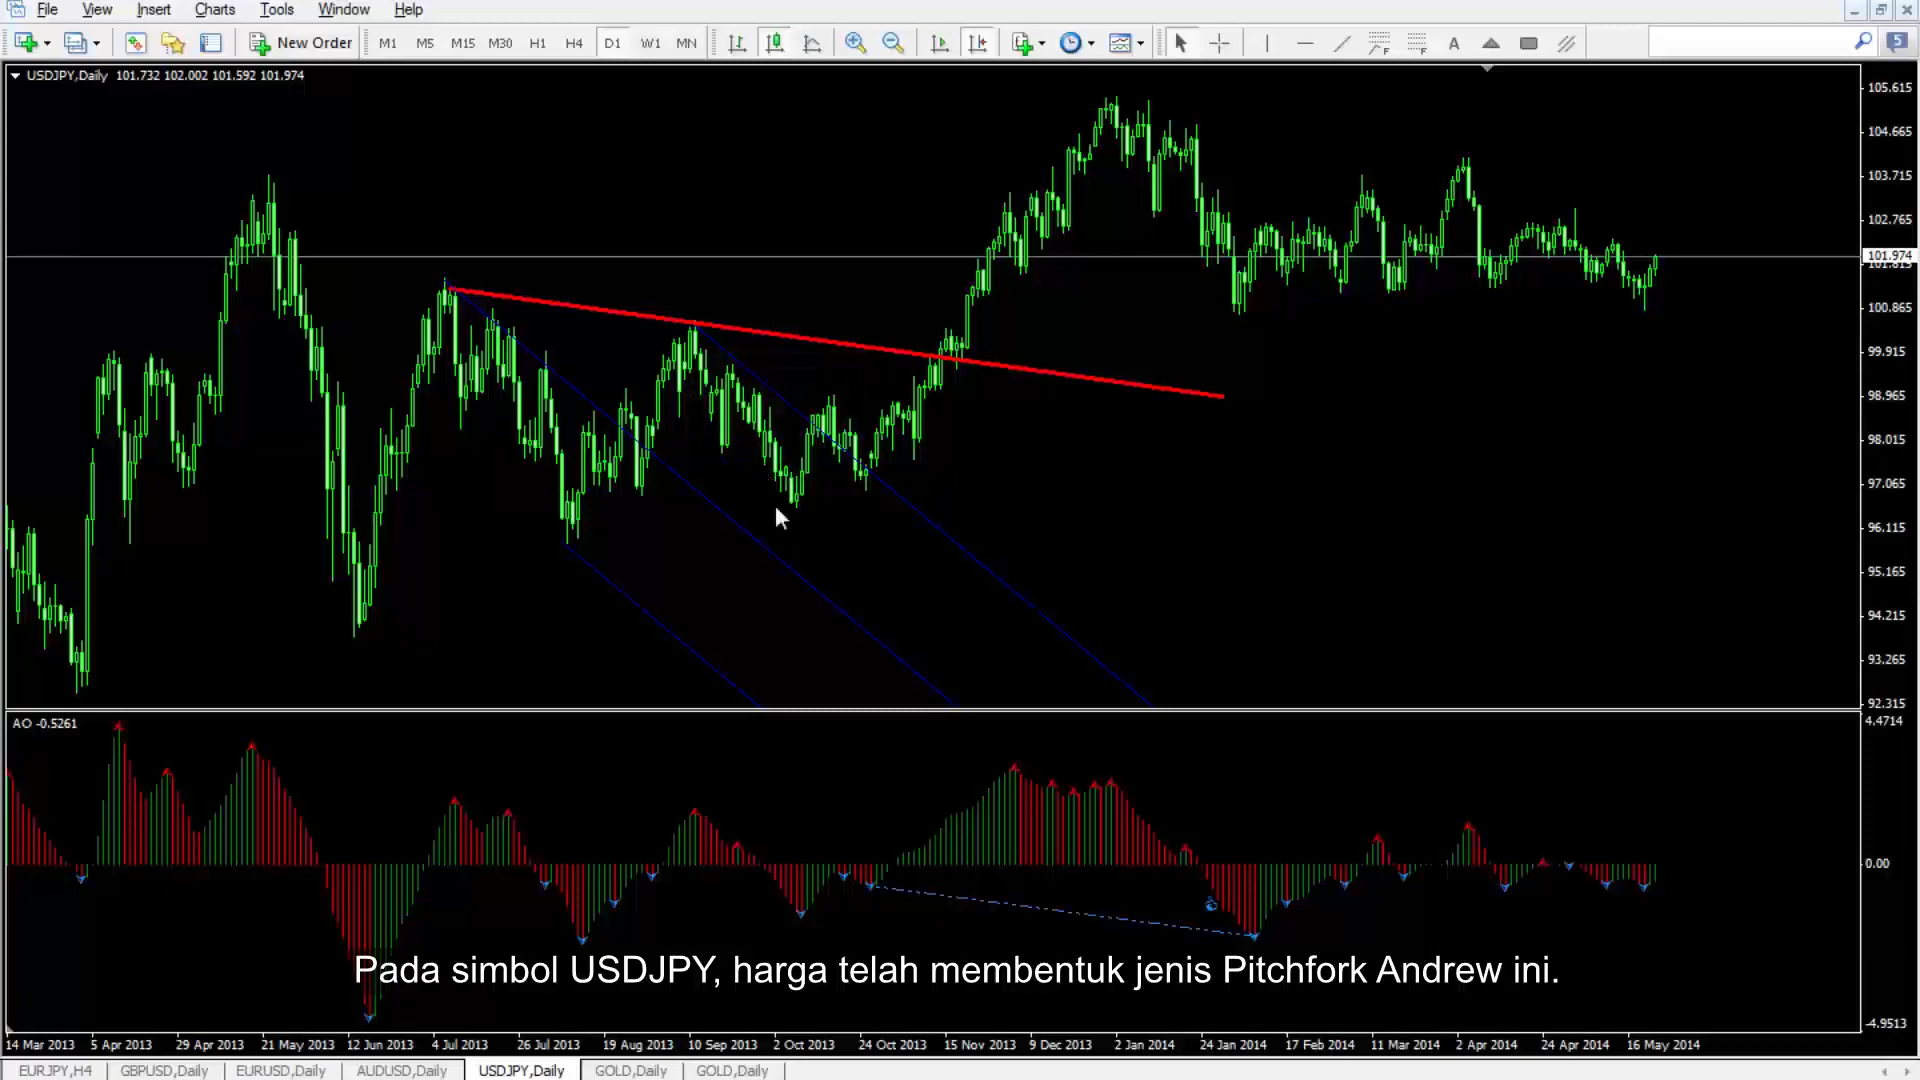 File View Insert Charts Tools Window Help
New Order M1 M5 M15 M30 H1 H4 D1 W1 MN A 5
USDJPY,Daily 101.732 102.002 101.592 101.974
105.615
104.665
103.715
102.765
101.974
101.815
100.865
99.915
98.965
98.015
97.065
96.115
95.165
94.215
93.265
92.315
AO -0.5261
4.4714
0.00
-4.9513
Pada simbol USDJPY, harga telah membentuk jenis Pitchfork Andrew ini.
14 Mar 2013 5 Apr 2013 29 Apr 2013 21 May 2013 12 Jun 2013 4 Jul 2013 26 Jul 2013 19 Aug 2013 10 Sep 2013 2 Oct 2013 24 Oct 2013 15 Nov 2013 9 Dec 2013 2 Jan 2014 24 Jan 2014 17 Feb 2014 11 Mar 2014 2 Apr 2014 24 Apr 2014 16 May 2014
EURJPY,H4 GBPUSD,Daily EURUSD,Daily AUDUSD,Daily USDJPY,Daily GOLD,Daily GOLD,Daily